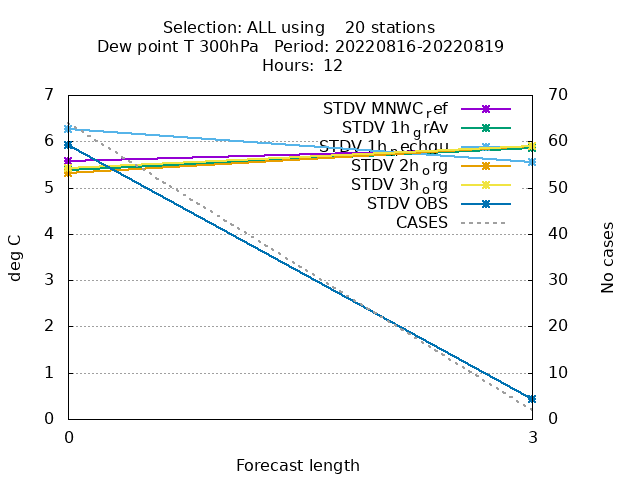 Selection: ALL using 20 stations
Dew point T 300hPa Period: 20220816-20220819
Hours: 12
7 70
STDV MNWC_ref
STDV 1h_grAv
6 STDV 1h_nechgu 60
STDV 2h_org
5 STDV 3h_org 50
STDV OBS
CASES
4 40
deg C
No cases
3 30
2 20
1 10
0 0
0 3
Forecast length